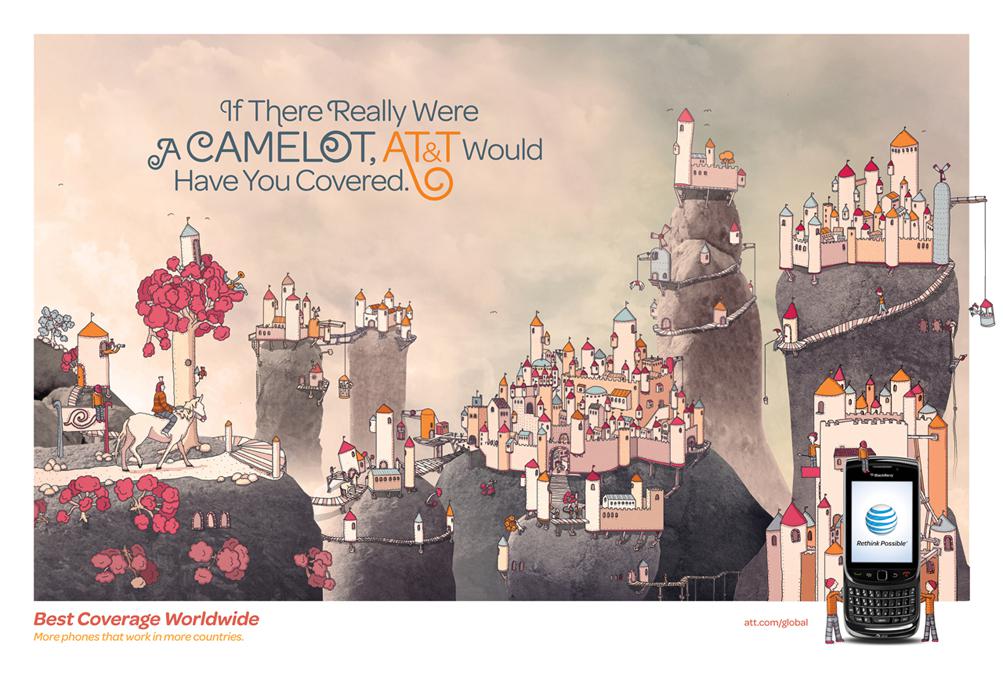 If There Really Were
A CAMELOT, AT&T Would
Have You Covered.
BlackBerry
Rethink Possible
Best Coverage Worldwide
More phones that work in more countries.
att.com/global